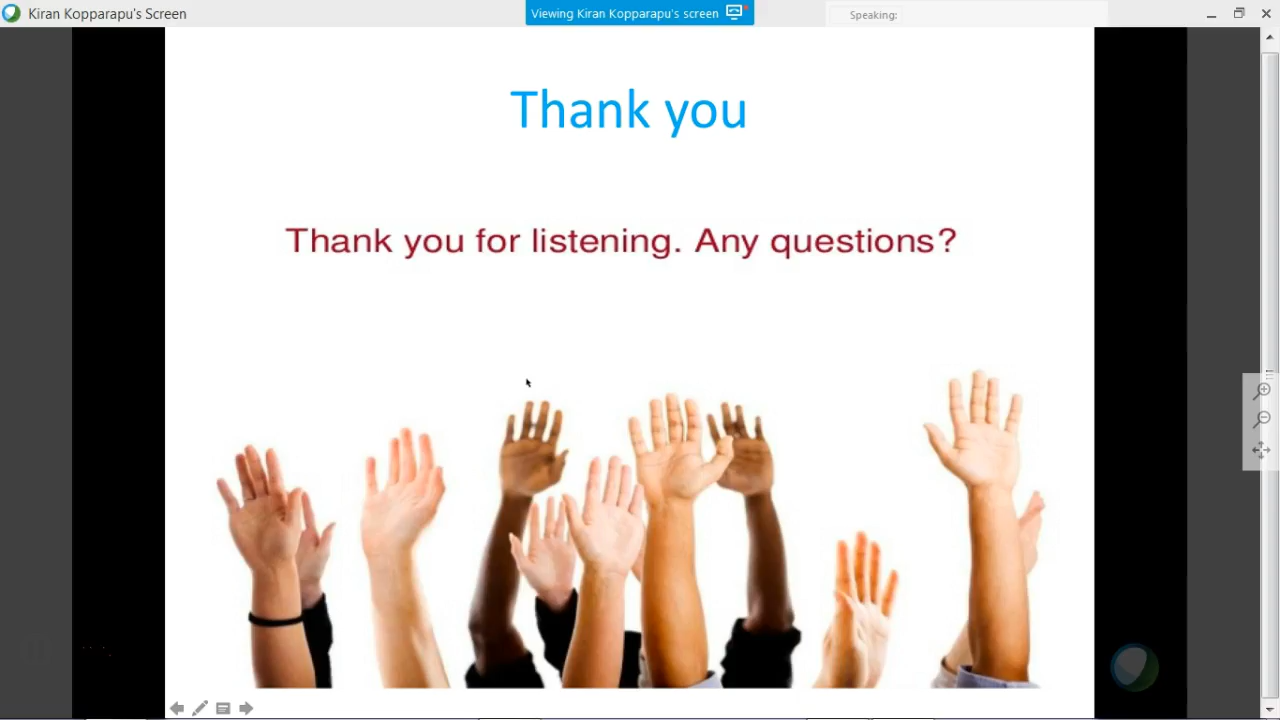 Kiran Kopparapu's Screen
Viewing Kiran Kopparapu's screen
Speaking:
Thank you
Thank you for listening. Any questions?